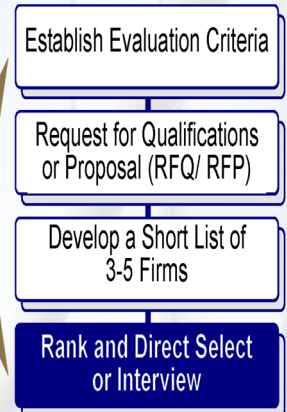 Establish Evaluation Criteria
Request for Qualifications
or Proposal (RFQ/ RFP)
Develop a Short List of
3-5 Firms
Rank and Direct Select
or Interview